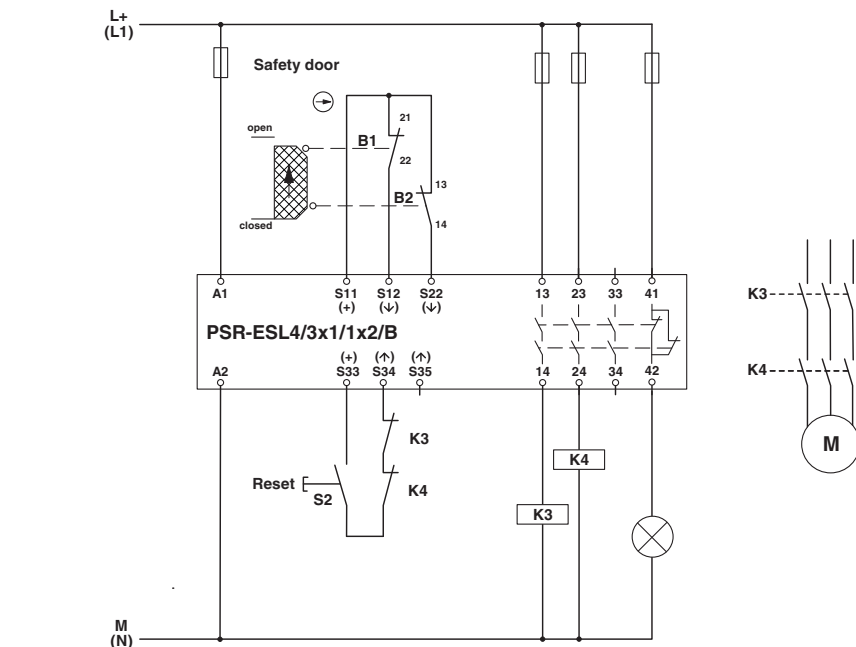 L+
(L1)
Safety door
open
closed
B1
21
22
B2
13
14
A1
S11
(+)
S12
(↓)
S22
(↓)
13
23
33
41
PSR-ESL4/3x1/1x2/B
A2
(+)
S33
(↑)
S34
(↑)
S35
14
24
34
42
K3
K4
Reset
S2
K4
K3
M
(N)
K3
K4
M